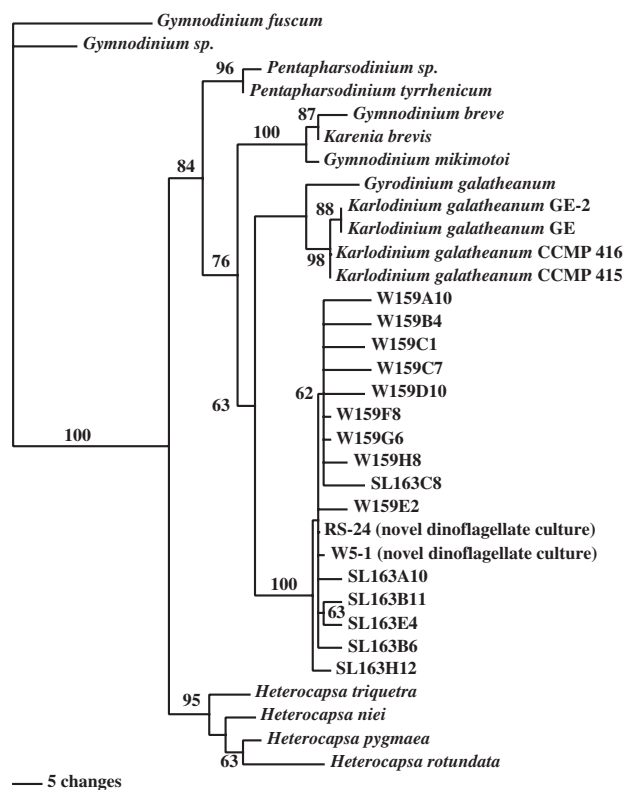 Gymnodinium fuscum
Gymnodinium sp.
96
Pentapharsodinium sp.
Pentapharsodinium tyrrhenicum
87
Gymnodinium breve
100
Karenia brevis
Gymnodinium mikimotoi
84
Gyrodinium galatheanum
88
Karlodinium galatheanum GE-2
Karlodinium galatheanum GE
98
Karlodinium galatheanum CCMP 416
Karlodinium galatheanum CCMP 415
76
W159A10
W159B4
W159C1
W159C7
62
W159D10
63
W159F8
W159G6
100
W159H8
SL163C8
W159E2
RS-24 (novel dinoflagellate culture)
W5-1 (novel dinoflagellate culture)
100
SL163A10
SL163B11
63
SL163E4
SL163B6
SL163H12
95
Heterocapsa triquetra
Heterocapsa niei
Heterocapsa pygmaea
63
Heterocapsa rotundata
5 changes